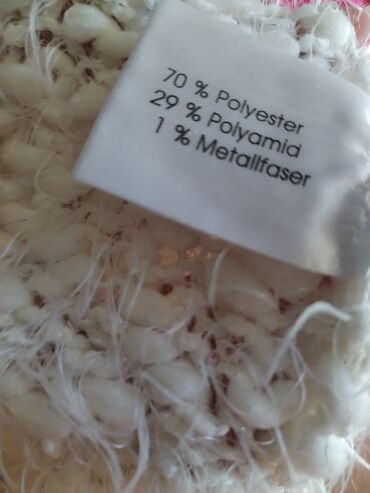 70 % Polyester
29 % Polyamid
1 % Metallfaser